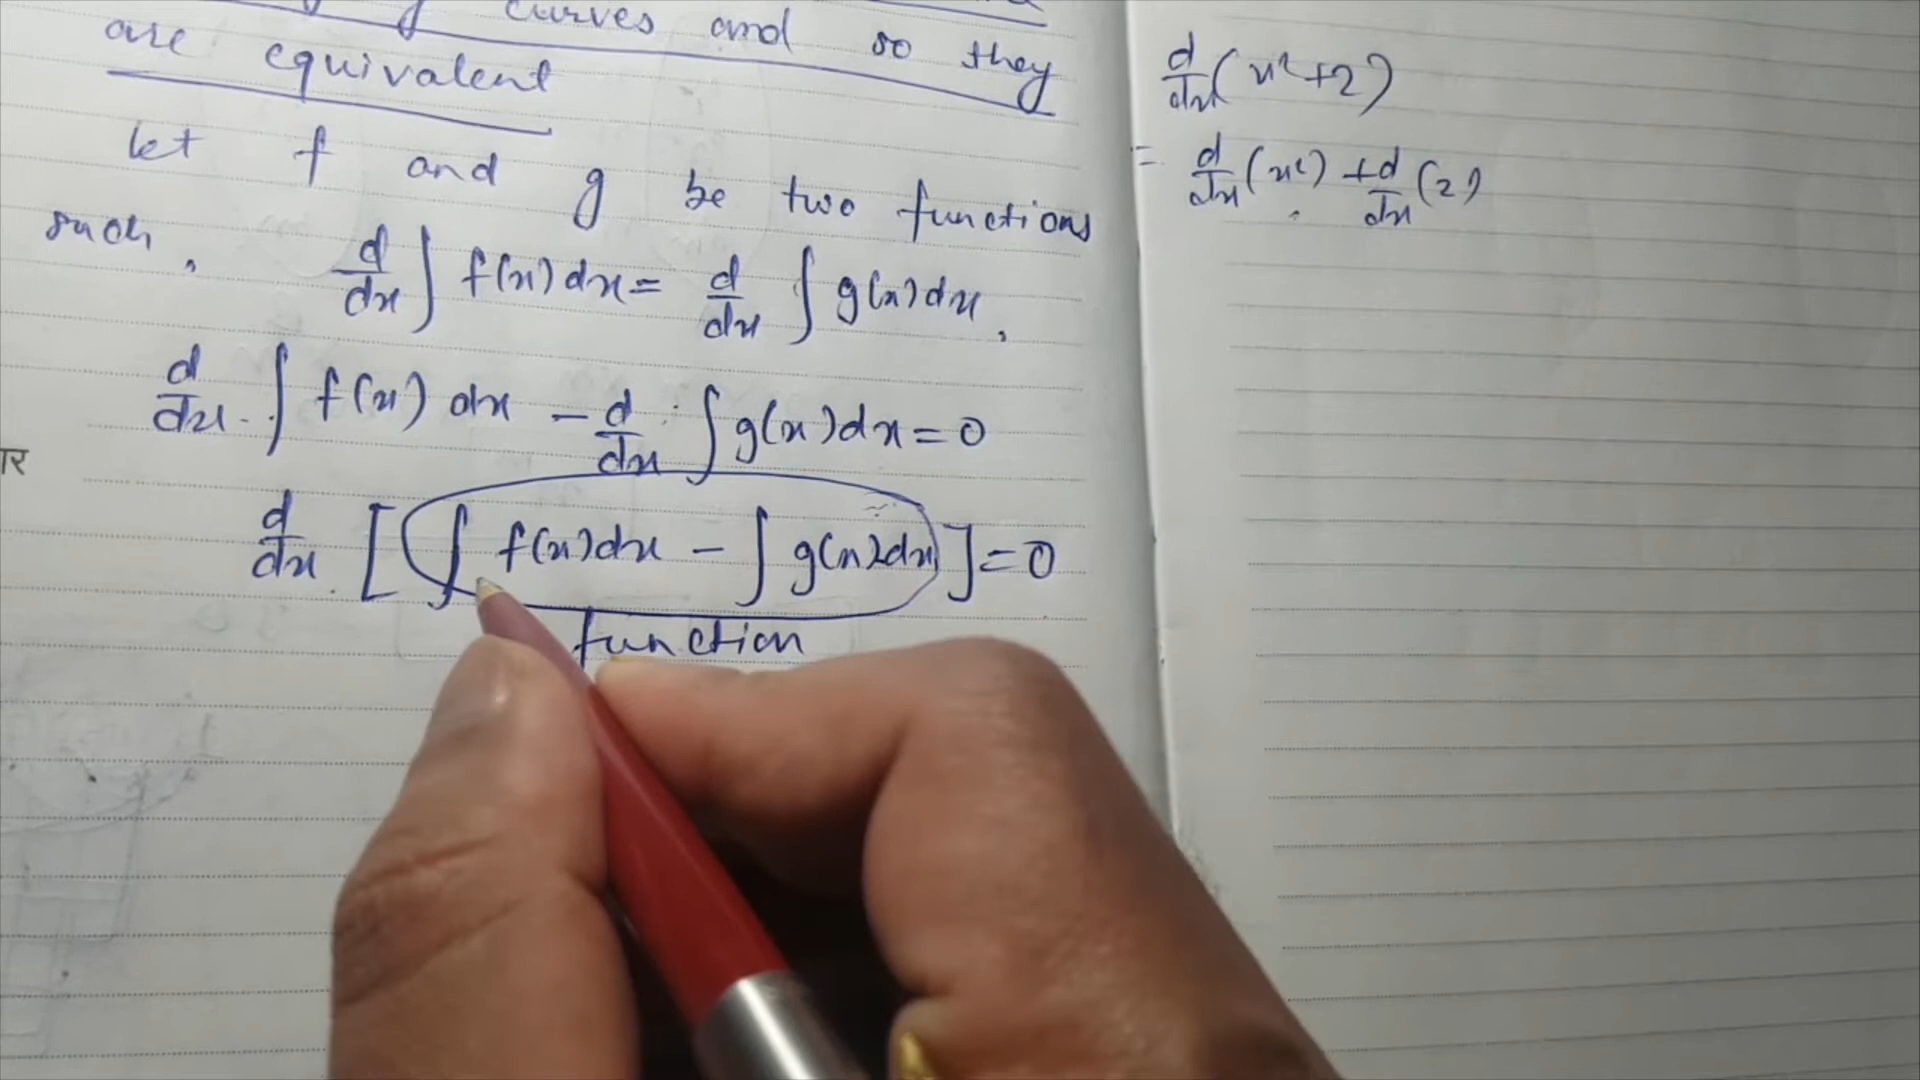 curves and so they
are equivalent
let f and g be two functions
such, d/dx ∫ f(x) dx = d/dx ∫ g(x) dx,
d/dx ∫ f(x) dx - d/dx ∫ g(x) dx = 0
d/dx [ ∫ f(x) dx - ∫ g(x) dx ] = 0
function
d/dx (x² + 2)
= d/dx (x²) + d/dx (2)